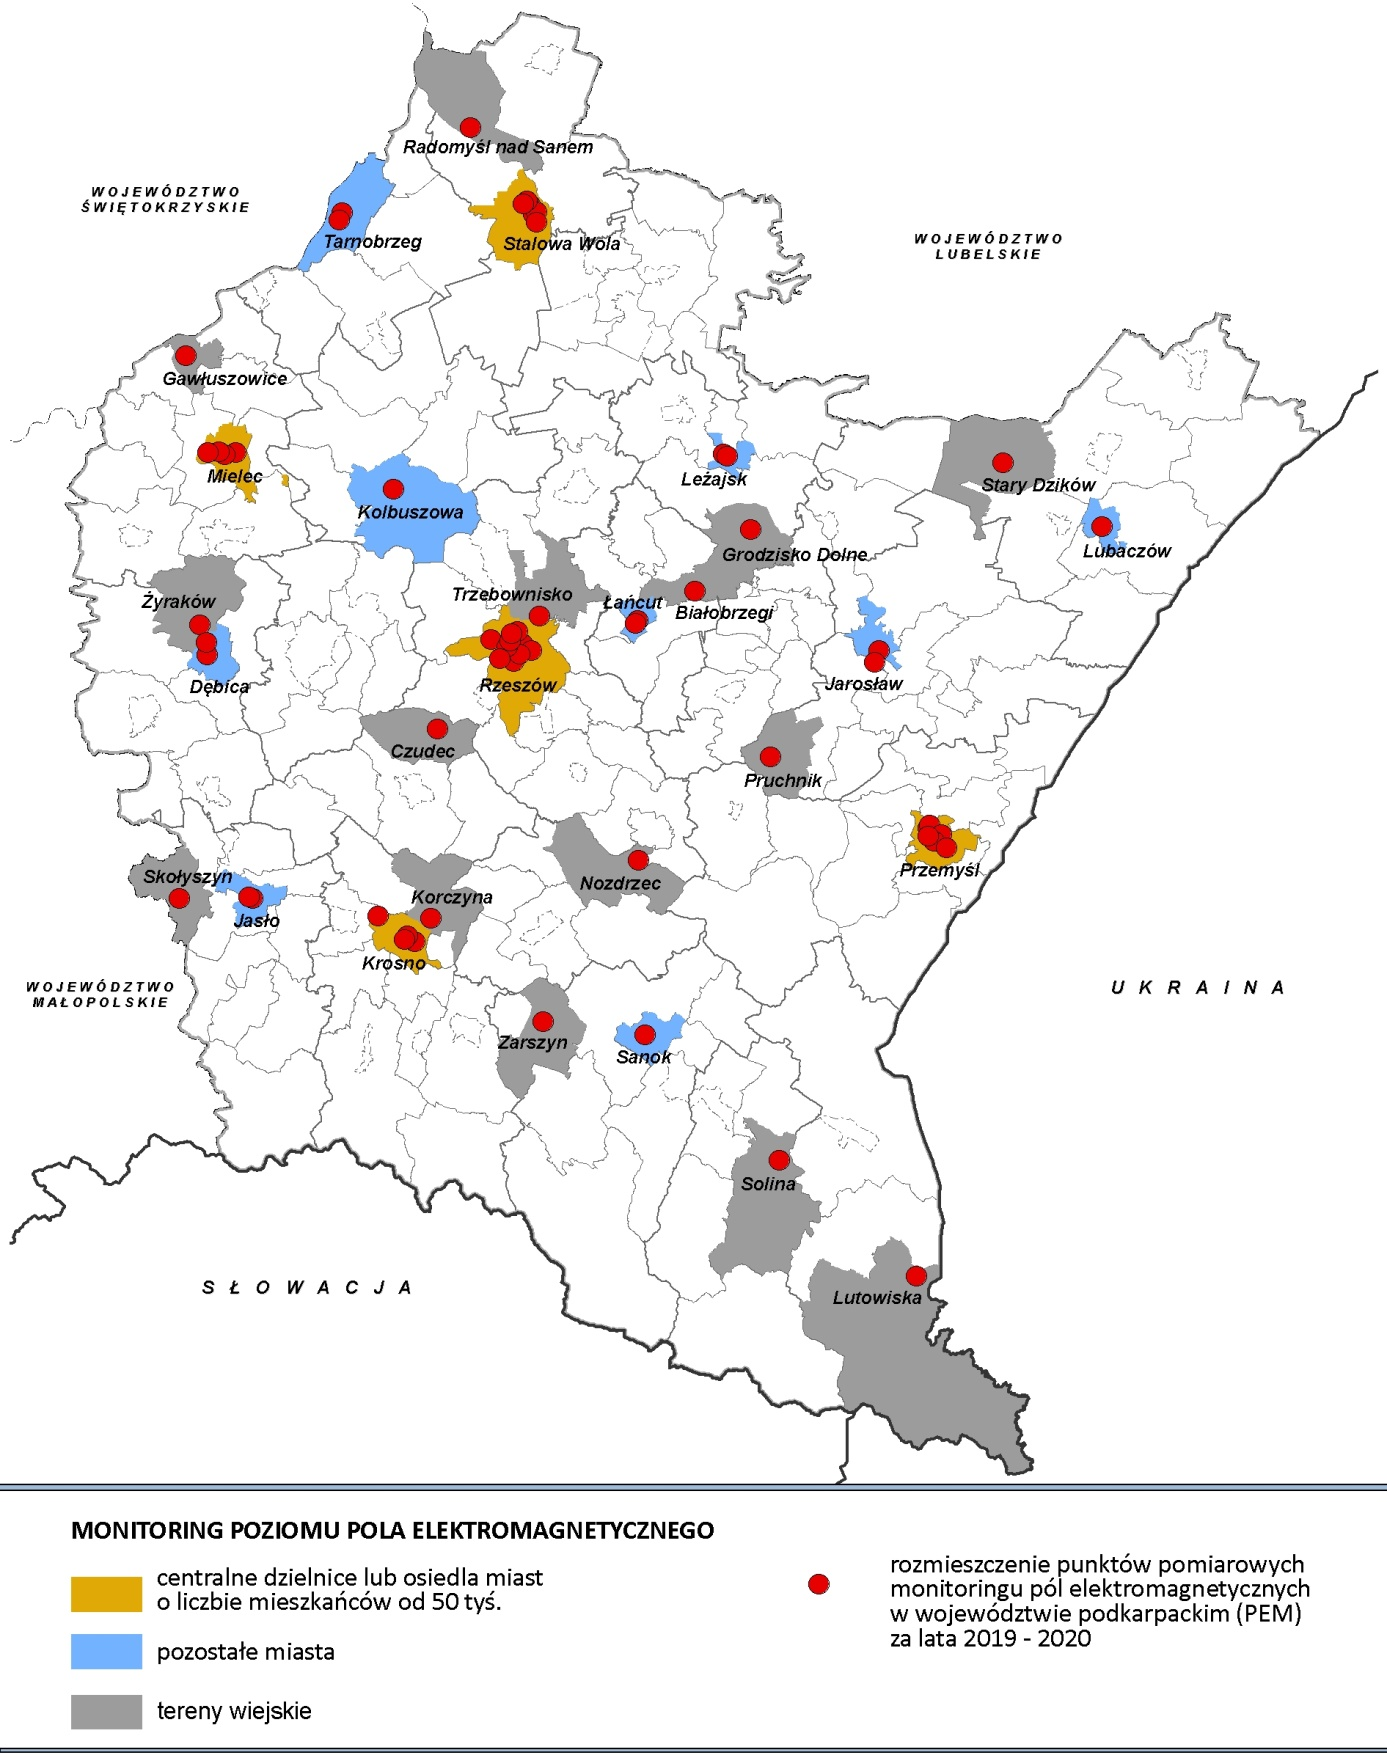 Radomyśl nad Sanem
WOJEWÓDZTWO
ŚWIĘTOKRZYSKIE
Tarnobrzeg
Stalowa Wola
WOJEWÓDZTWO
LUBELSKIE
Gawłuszowice
Mielec
Leżajsk
Stary Dzików
Kolbuszowa
Grodzisko Dolne
Lubaczów
Trzebownisko
Żyraków
Łańcut
Białobrzegi
Dębica
Rzeszów
Jarosław
Czudec
Pruchnik
Przemyśl
Skołyszyn
Nozdrzec
Korczyna
Jasło
Krosno
WOJEWÓDZTWO
MAŁOPOLSKIE
UKRAINA
Zarszyn
Sanok
Solina
SŁOWACJA
Lutowiska
MONITORING POZIOMU POLA ELEKTROMAGNETYCZNEGO
centralne dzielnice lub osiedla miast
o liczbie mieszkańców od 50 tyś.
pozostałe miasta
tereny wiejskie
rozmieszczenie punktów pomiarowych
monitoringu pól elektromagnetycznych
w województwie podkarpackim (PEM)
za lata 2019 - 2020